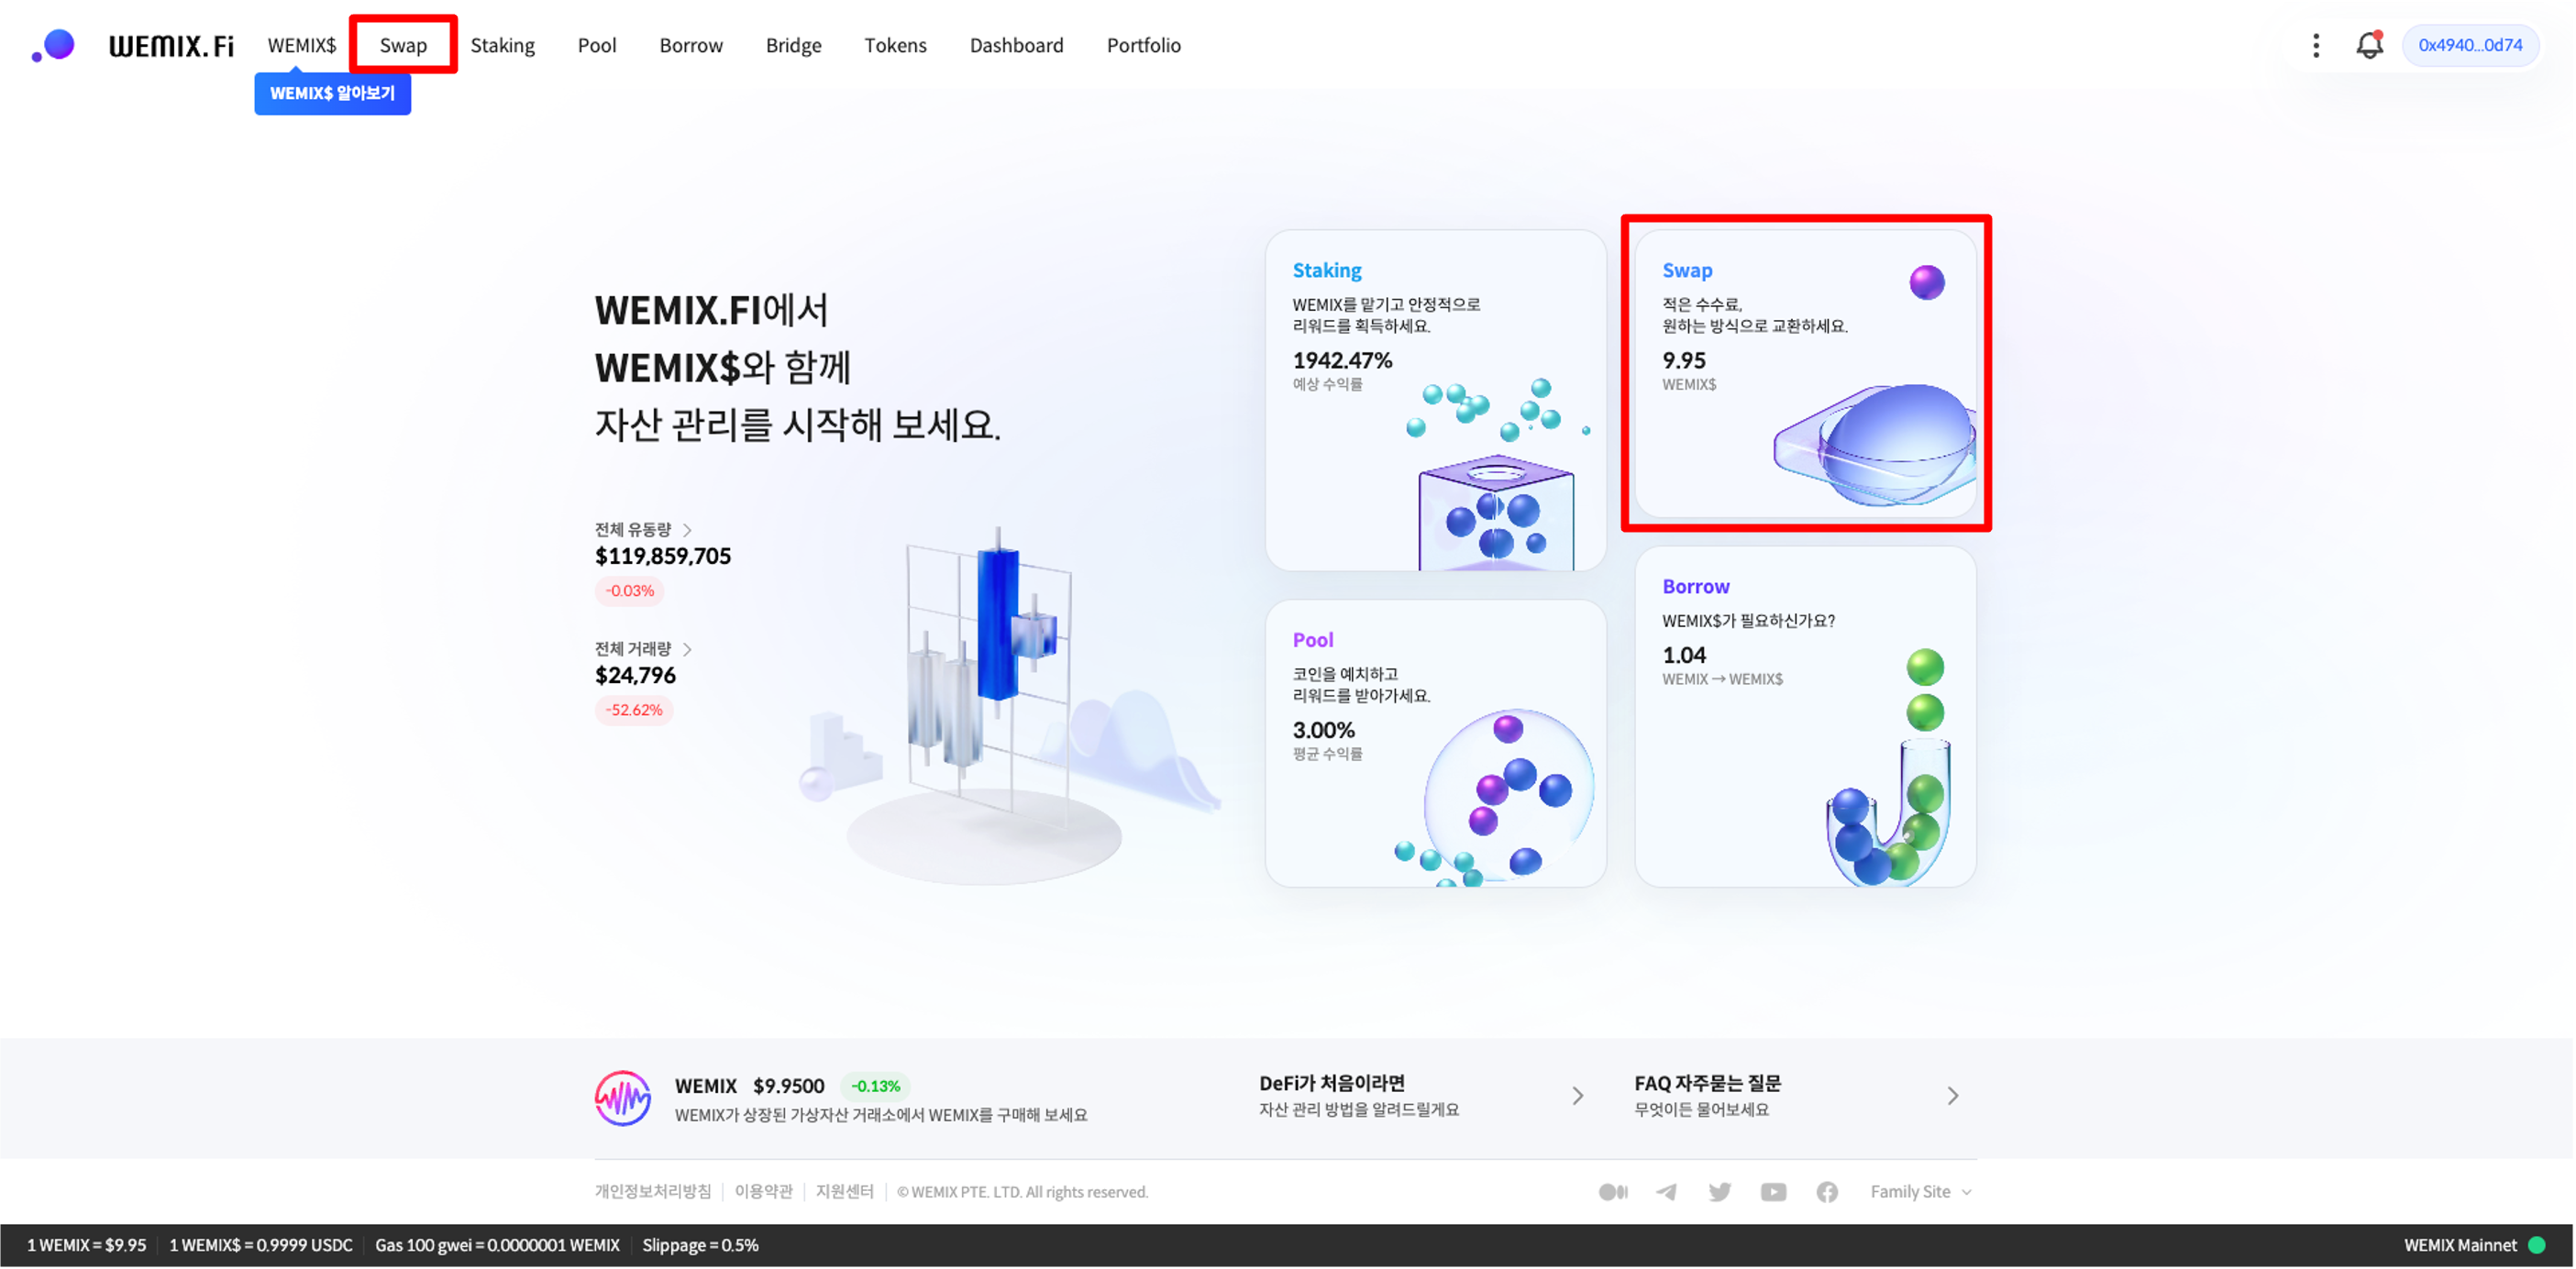 WEMIX.Fi
WEMIX$
Swap
Staking
Pool
Borrow
Bridge
Tokens
Dashboard
Portfolio
0x4940...0d74
WEMIX$ 알아보기
WEMIX.FI에서
WEMIX$와 함께
자산 관리를 시작해 보세요.
전체 유동량
$119,859,705
-0.03%
전체 거래량
$24,796
-52.62%
Staking
WEMIX를 맡기고 안정적으로
리워드를 획득하세요.
1942.47%
예상 수익률
Swap
적은 수수료,
원하는 방식으로 교환하세요.
9.95
WEMIX$
Pool
코인을 예치하고
리워드를 받아가세요.
3.00%
평균 수익률
Borrow
WEMIX$가 필요하신가요?
1.04
WEMIX → WEMIX$
WEMIX $9.9500 -0.13%
WEMIX가 상장된 가상자산 거래소에서 WEMIX를 구매해 보세요
DeFi가 처음이라면
자산 관리 방법을 알려드릴게요
FAQ 자주묻는 질문
무엇이든 물어보세요
개인정보처리방침
이용약관
지원센터
© WEMIX PTE. LTD. All rights reserved.
Family Site
1 WEMIX = $9.95
1 WEMIX$ = 0.9999 USDC
Gas 100 gwei = 0.0000001 WEMIX
Slippage = 0.5%
WEMIX Mainnet